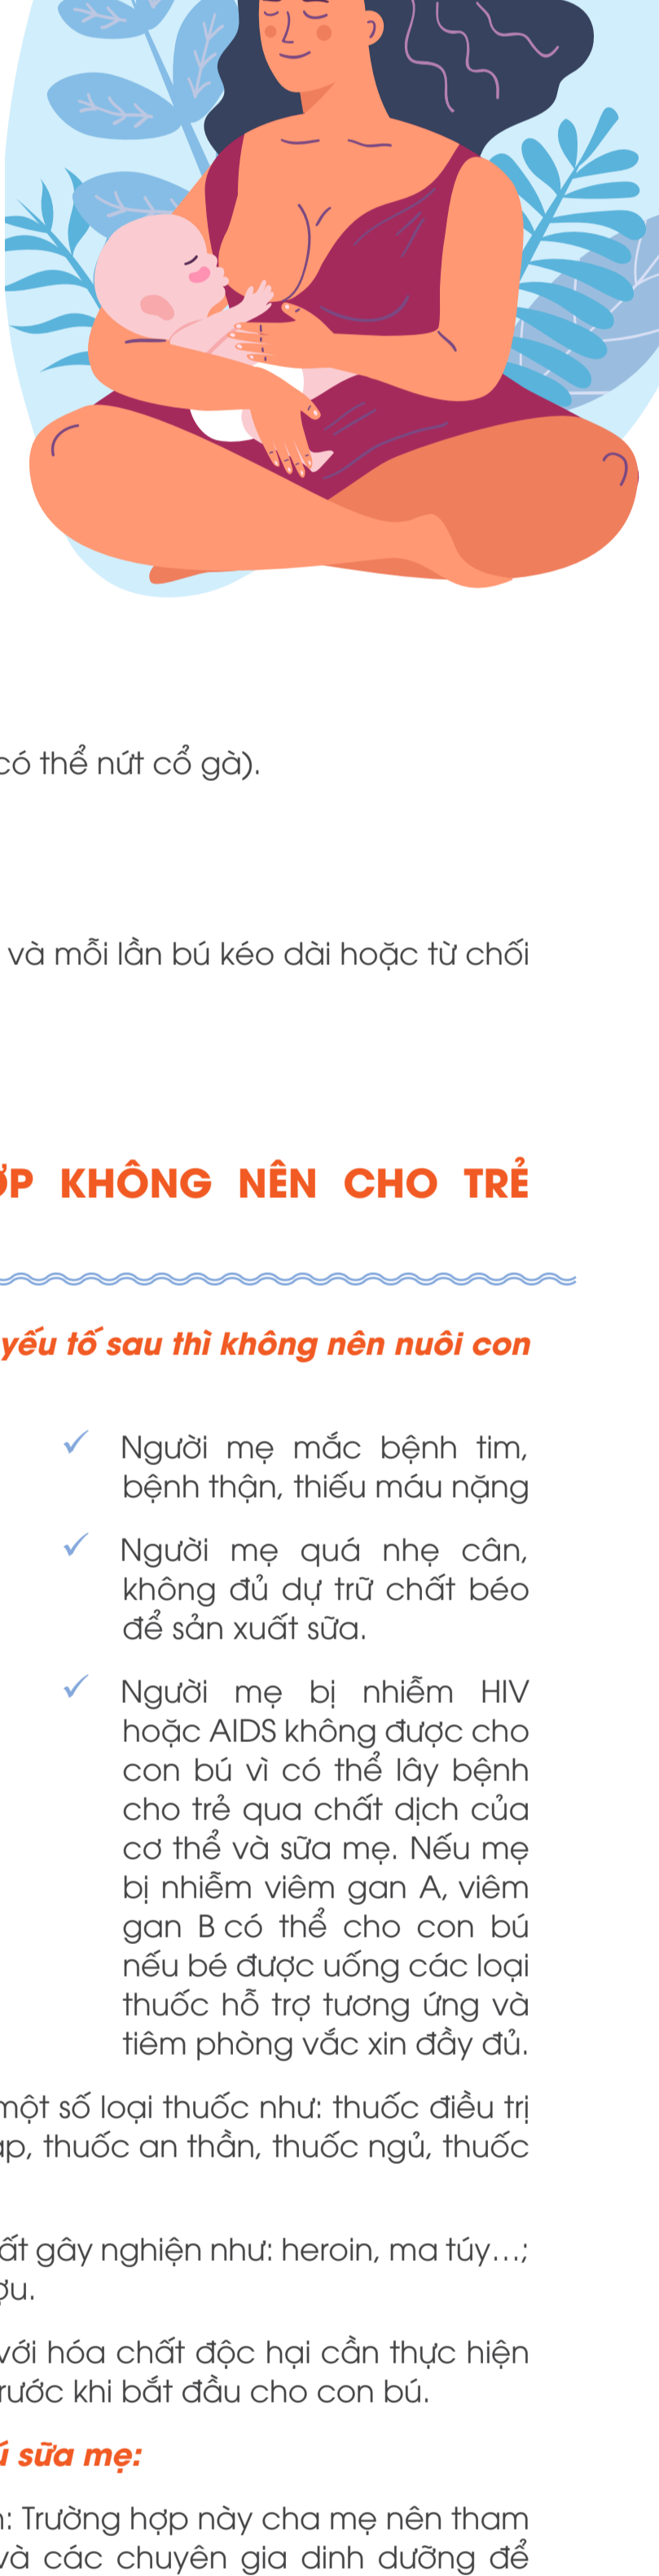 có thể nứt cổ gà).
và mỗi lần bú kéo dài hoặc từ chối
KHÔNG NÊN CHO TRẺ
yếu tố sau thì không nên nuôi con
✓ Người mẹ mắc bệnh tim,
bệnh thận, thiếu máu nặng
✓ Người mẹ quá nhẹ cân,
không đủ dự trữ chất béo
để sản xuất sữa.
✓ Người mẹ bị nhiễm HIV
hoặc AIDS không được cho
con bú vì có thể lây bệnh
cho trẻ qua chất dịch của
cơ thể và sữa mẹ. Nếu mẹ
bị nhiễm viêm gan A, viêm
gan B có thể cho con bú
nếu bé được uống các loại
thuốc hỗ trợ tương ứng và
tiêm phòng vắc xin đầy đủ.
một số loại thuốc như: thuốc điều trị
thuốc an thần, thuốc ngủ, thuốc
gây nghiện như: heroin, ma túy...;
với hóa chất độc hại cần thực hiện
trước khi bắt đầu cho con bú.
sữa mẹ:
Trường hợp này cha mẹ nên tham
và các chuyên gia dinh dưỡng để